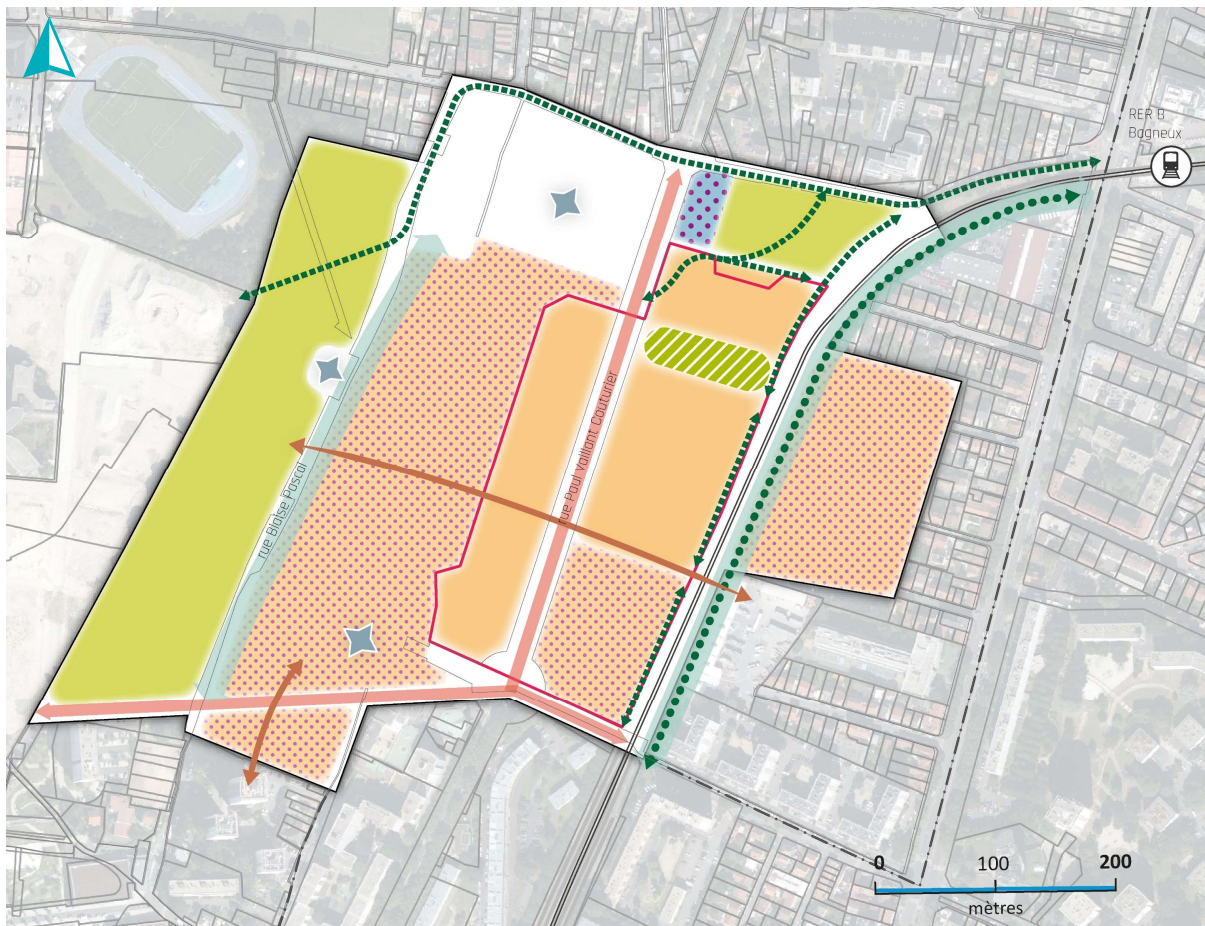 RER B
Bagneux
rue Paul Vaillant Couturier
rue Blaise Pascal
0 100 200
mètres